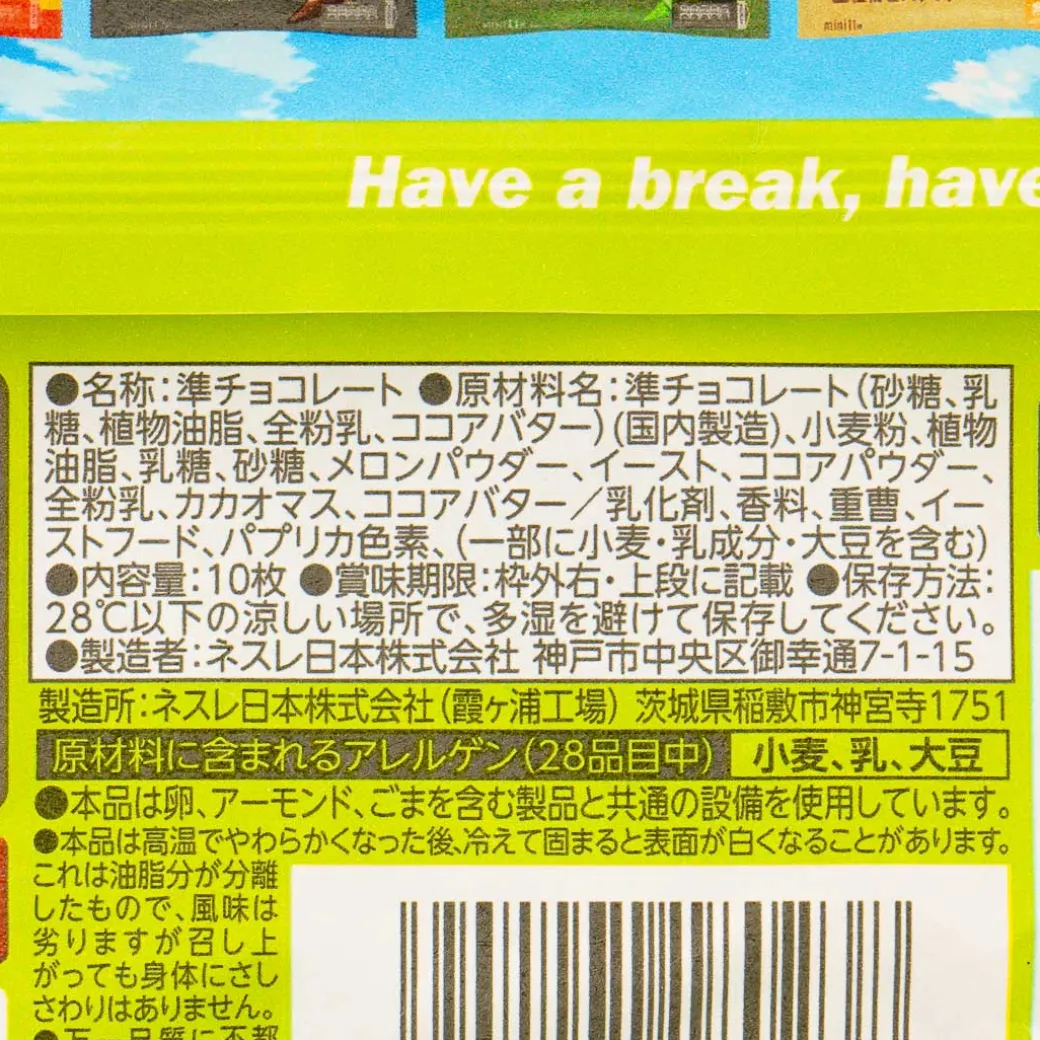 mini11e
Have a break, have
●名称：準チョコレート ●原材料名：準チョコレート（砂糖、乳
糖、植物油脂、全粉乳、ココアバター）（国内製造）、小麦粉、植物
油脂、乳糖、砂糖、メロンパウダー、イースト、ココアパウダー、
全粉乳、カカオマス、ココアバター／乳化剤、香料、重曹、イー
ストフード、パプリカ色素、（一部に小麦・乳成分・大豆を含む）
●内容量：10枚 ●賞味期限：枠外右・上段に記載 ●保存方法：
28℃以下の涼しい場所で、多湿を避けて保存してください。
●製造者：ネスレ日本株式会社 神戸市中央区御幸通7-1-15
製造所：ネスレ日本株式会社（霞ヶ浦工場） 茨城県稲敷市神宮寺1751
原材料に含まれるアレルゲン（28品目中） 小麦、乳、大豆
●本品は卵、アーモンド、ごまを含む製品と共通の設備を使用しています。
●本品は高温でやわらかくなった後、冷えて固まると表面が白くなることがあります。
これは油脂分が分離
したもので、風味は
劣りますが召し上
がっても身体にさし
さわりはありません。